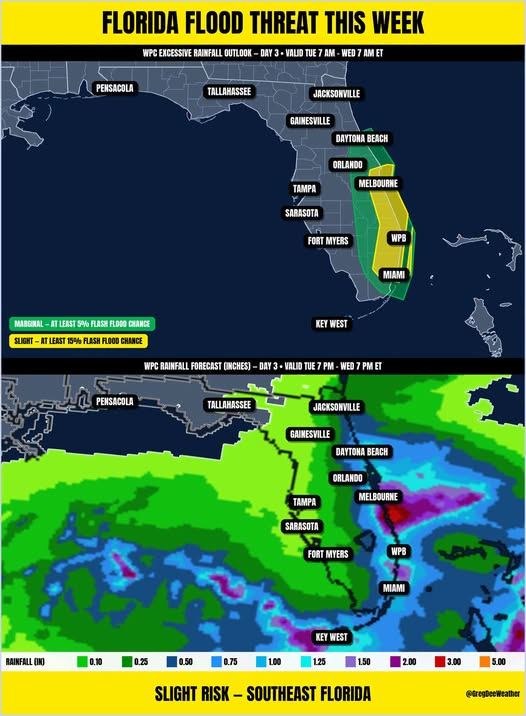 FLORIDA FLOOD THREAT THIS WEEK
WPC EXCESSIVE RAINFALL OUTLOOK – DAY 3 • VALID TUE 7 AM - WED 7 AM ET
PENSACOLA
TALLAHASSEE
JACKSONVILLE
GAINESVILLE
DAYTONA BEACH
ORLANDO
MELBOURNE
TAMPA
SARASOTA
FORT MYERS
WPB
MIAMI
KEY WEST
MARGINAL – AT LEAST 5% FLASH FLOOD CHANCE
SLIGHT – AT LEAST 15% FLASH FLOOD CHANCE
WPC RAINFALL FORECAST (INCHES) – DAY 3 • VALID TUE 7 PM - WED 7 PM ET
PENSACOLA
TALLAHASSEE
JACKSONVILLE
GAINESVILLE
DAYTONA BEACH
ORLANDO
MELBOURNE
TAMPA
SARASOTA
FORT MYERS
WPB
MIAMI
KEY WEST
RAINFALL (IN) 0.10 0.25 0.50 0.75 1.00 1.25 1.50 2.00 3.00 5.00
SLIGHT RISK – SOUTHEAST FLORIDA
@GregDeeWeather